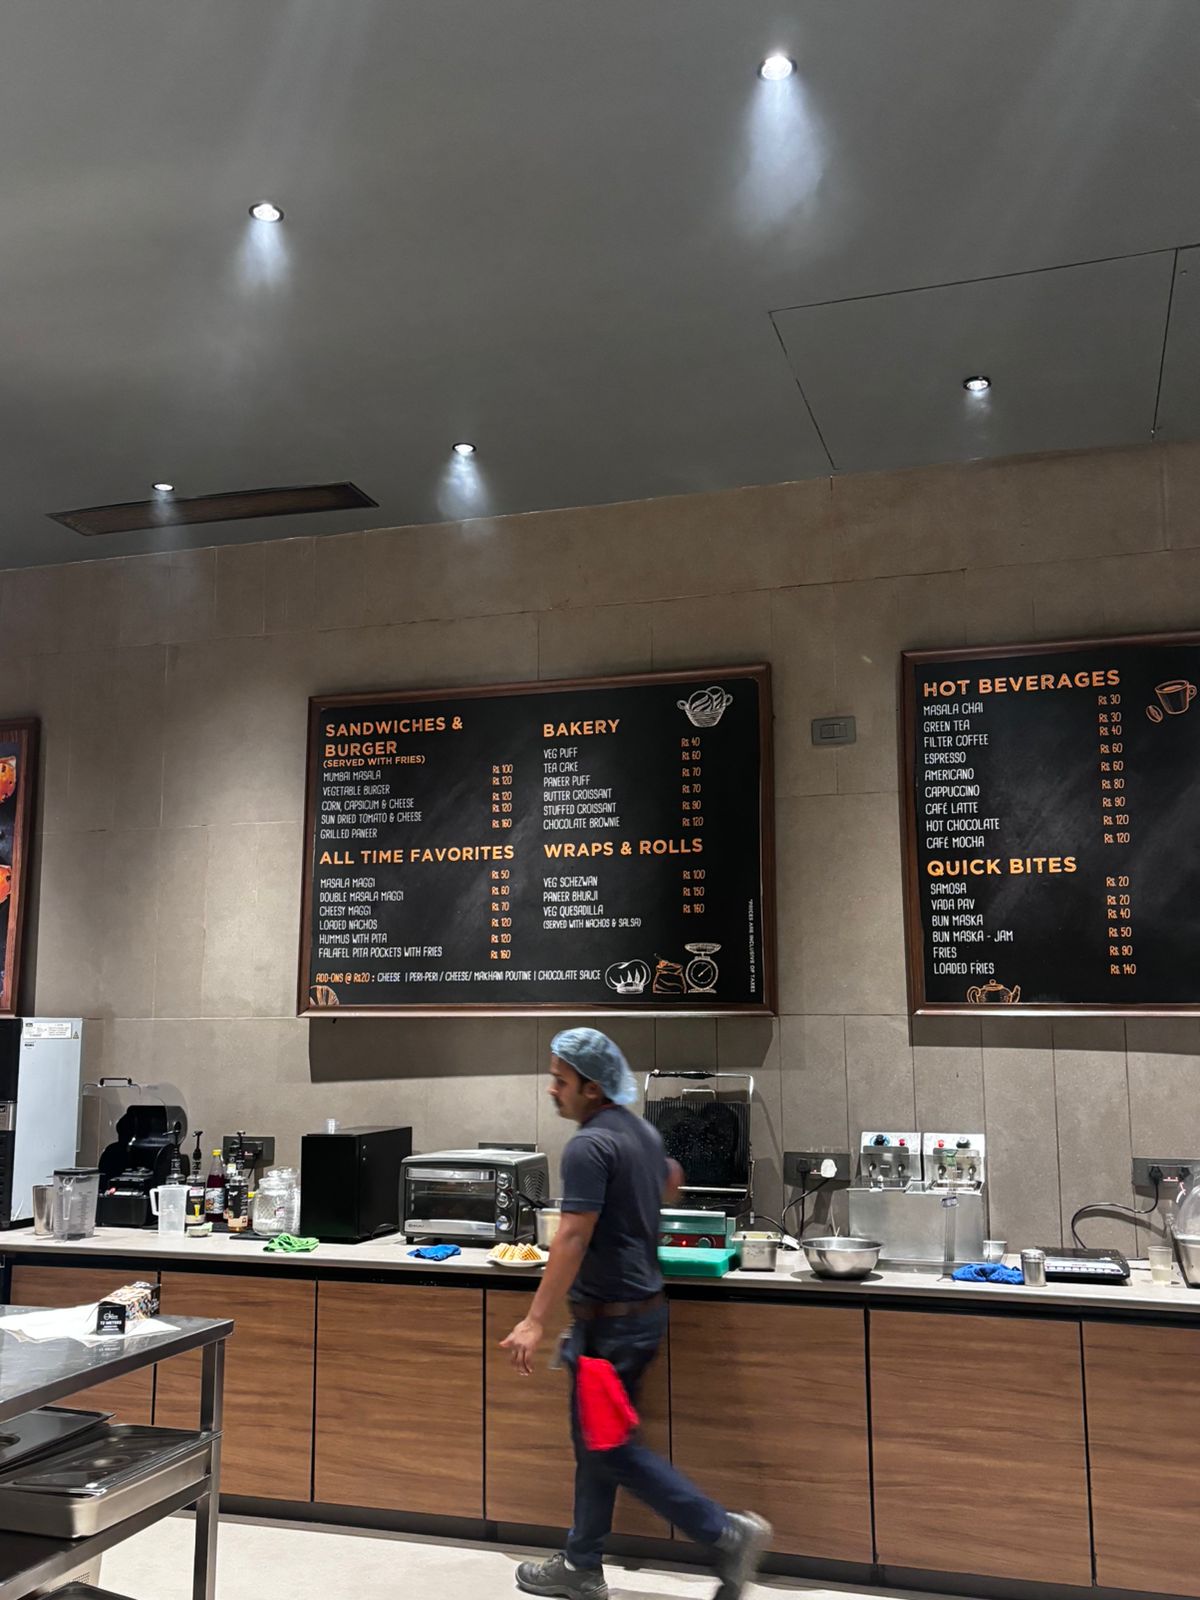 SANDWICHES &
BURGER
(SERVED WITH FRIES)
MUMBAI MASALA Rs. 100
VEGETABLE BURGER Rs. 120
CORN, CAPSICUM & CHEESE Rs. 120
SUN DRIED TOMATO & CHEESE Rs. 120
GRILLED PANEER Rs. 160
ALL TIME FAVORITES
MASALA MAGGI Rs. 50
DOUBLE MASALA MAGGI Rs. 60
CHEESY MAGGI Rs. 70
LOADED NACHOS Rs. 120
HUMMUS WITH PITA Rs. 120
FALAFEL PITA POCKETS WITH FRIES Rs. 160
BAKERY
VEG PUFF Rs. 40
TEA CAKE Rs. 60
PANEER PUFF Rs. 70
BUTTER CROISSANT Rs. 70
STUFFED CROISSANT Rs. 90
CHOCOLATE BROWNIE Rs. 120
WRAPS & ROLLS
VEG SCHEZWAN Rs. 100
PANEER BHURJI Rs. 150
VEG QUESADILLA Rs. 160
(SERVED WITH NACHOS & SALSA)
ADD-ONS @ Rs.20 : CHEESE | PERI-PERI / CHEESE/ MAKHANI POUTINE | CHOCOLATE SAUCE
*PRICES ARE INCLUSIVE OF TAXES
HOT BEVERAGES
MASALA CHAI Rs. 30
GREEN TEA Rs. 30
FILTER COFFEE Rs. 40
ESPRESSO Rs. 60
AMERICANO Rs. 60
CAPPUCCINO Rs. 80
CAFÉ LATTE Rs. 90
HOT CHOCOLATE Rs. 120
CAFÉ MOCHA Rs. 120
QUICK BITES
SAMOSA Rs. 20
VADA PAV Rs. 20
BUN MASKA Rs. 40
BUN MASKA - JAM Rs. 50
FRIES Rs. 90
LOADED FRIES Rs. 140
72 METERS